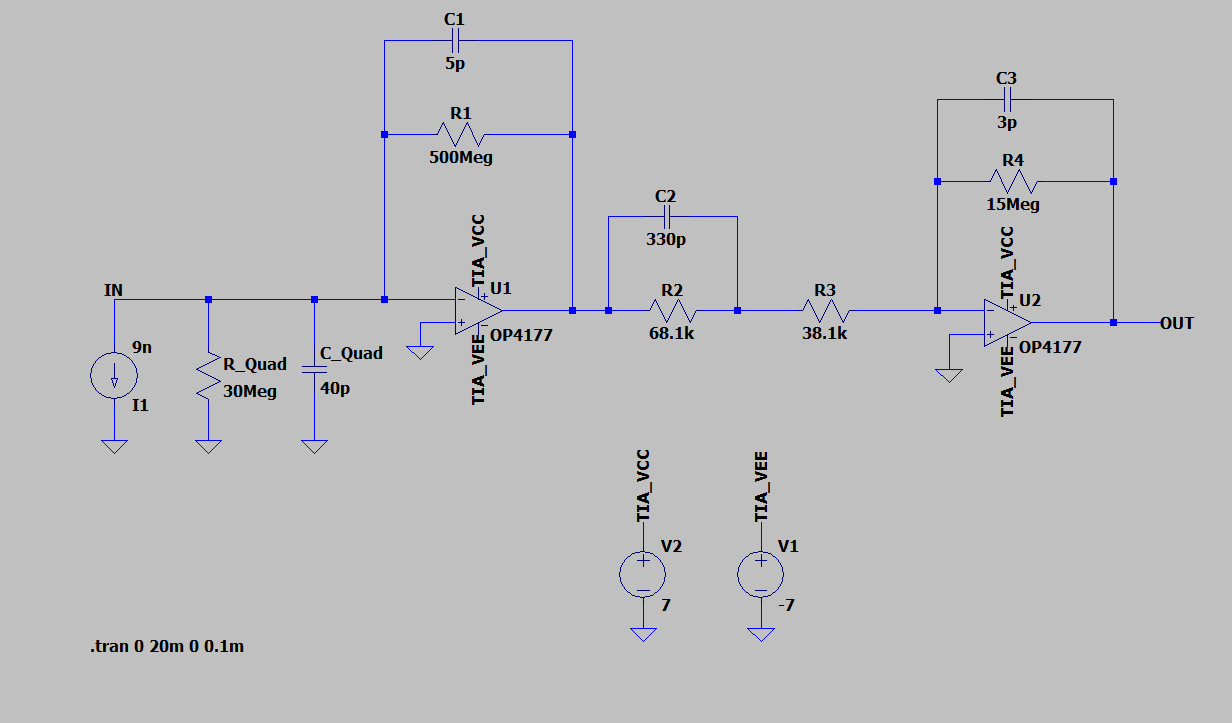 C1
5p
R1
500Meg
C3
3p
R4
15Meg
C2
330p
TIA_VCC
TIA_VCC
IN
U1
R2
R3
U2
OP4177
68.1k
38.1k
OUT
9n
R_Quad
C_Quad
OP4177
30Meg
40p
I1
TIA_VEE
TIA_VEE
TIA_VCC
TIA_VEE
V2
V1
7
-7
.tran 0 20m 0 0.1m